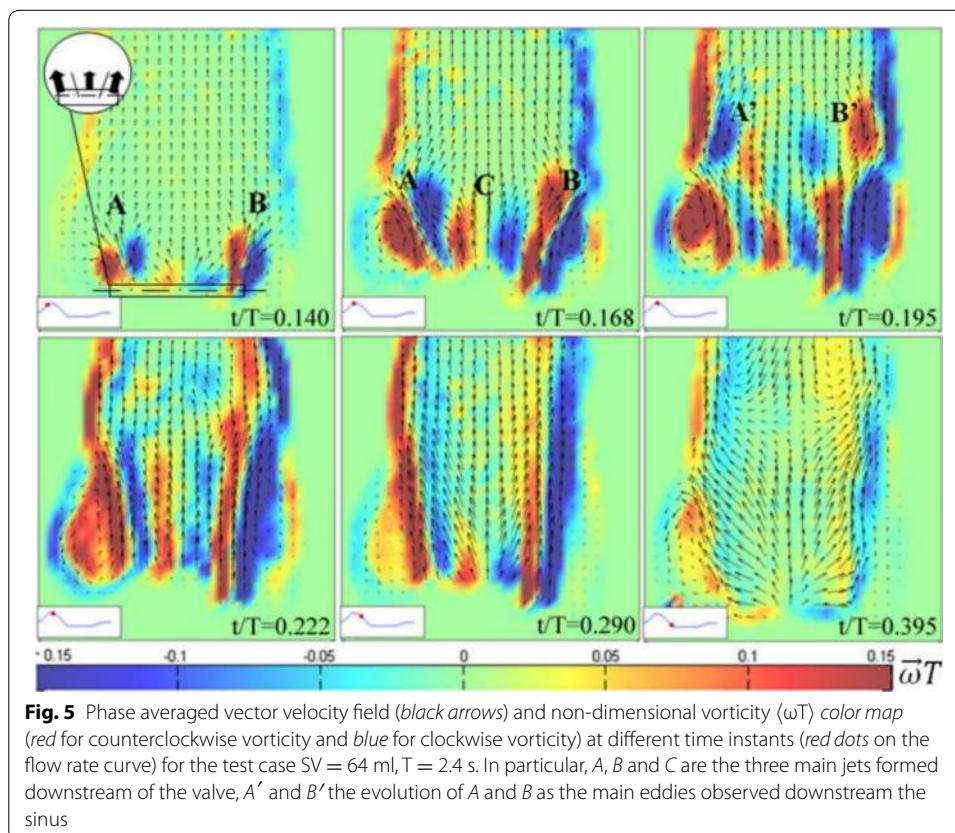 A
B
t/T=0.140
A
C
B
t/T=0.168
A'
B'
t/T=0.195
t/T=0.222
t/T=0.290
t/T=0.395
0.15 -0.1 -0.05 0 0.05 0.1 0.15
ω⃗T
Fig. 5 Phase averaged vector velocity field (black arrows) and non-dimensional vorticity ⟨ωT⟩ color map
(red for counterclockwise vorticity and blue for clockwise vorticity) at different time instants (red dots on the
flow rate curve) for the test case SV = 64 ml, T = 2.4 s. In particular, A, B and C are the three main jets formed
downstream of the valve, A′ and B′ the evolution of A and B as the main eddies observed downstream the
sinus